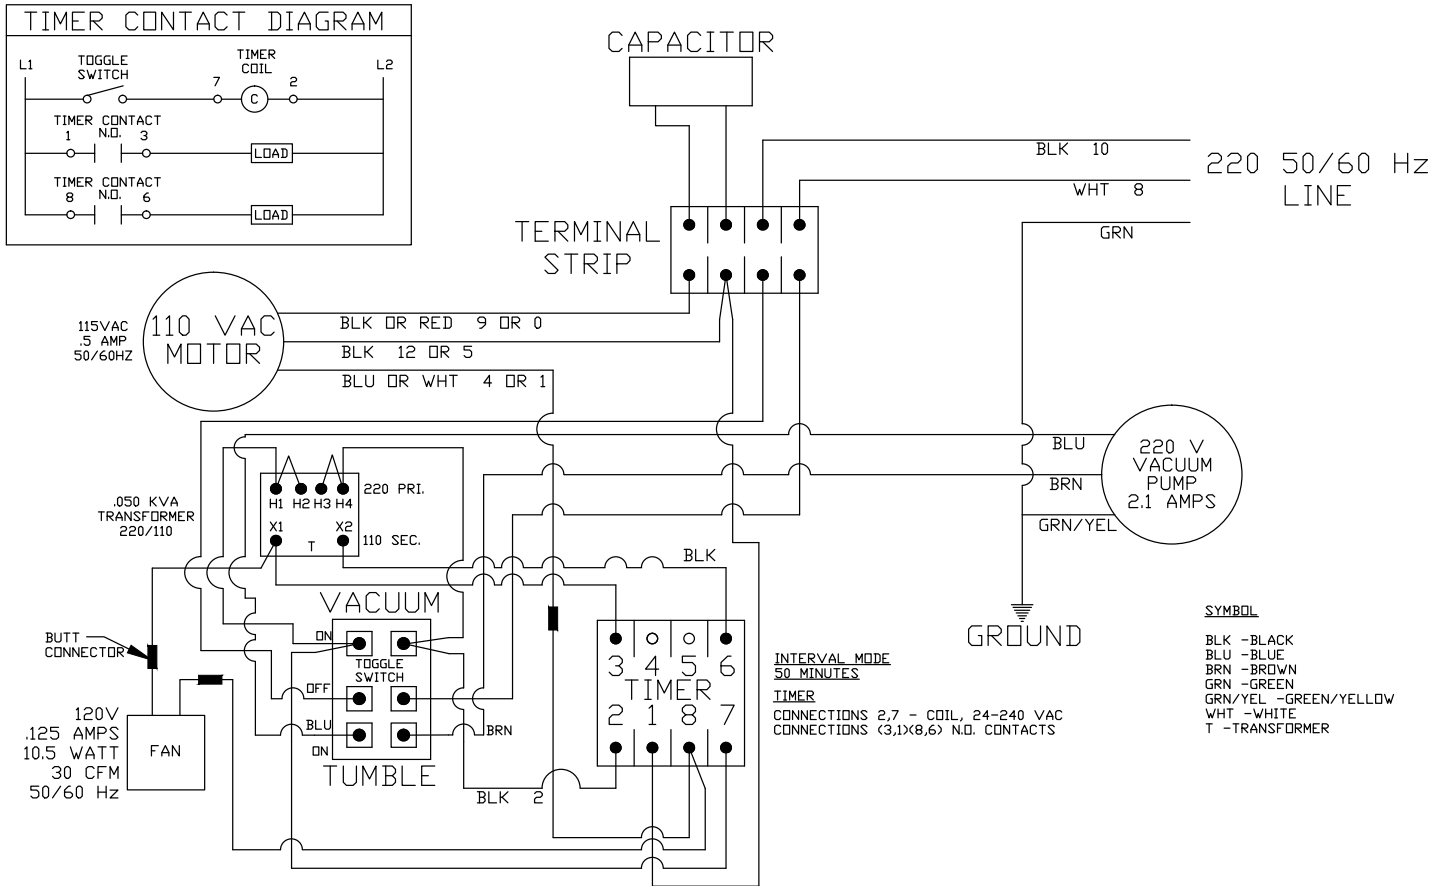 TIMER CONTACT DIAGRAM
L1
TOGGLE
SWITCH
TIMER
COIL
L2
7
C
2
TIMER CONTACT
N.O.
1
3
LOAD
TIMER CONTACT
N.O.
8
6
LOAD
CAPACITOR
BLK 10
WHT 8
GRN
220 50/60 Hz
LINE
TERMINAL
STRIP
115VAC
.5 AMP
50/60HZ
110 VAC
MOTOR
BLK OR RED 9 OR 0
BLK 12 OR 5
BLU OR WHT 4 OR 1
BLU
BRN
GRN/YEL
220 V
VACUUM
PUMP
2.1 AMPS
.050 KVA
TRANSFORMER
220/110
H1 H2 H3 H4
220 PRI.
X1
X2
T
110 SEC.
BLK
VACUUM
ON
TOGGLE
SWITCH
OFF
BLU
BRN
ON
TUMBLE
BUTT
CONNECTOR
120V
.125 AMPS
10.5 WATT
30 CFM
50/60 Hz
FAN
BLK 2
3 4 5 6
TIMER
2 1 8 7
INTERVAL MODE
50 MINUTES
TIMER
CONNECTIONS 2,7 - COIL, 24-240 VAC
CONNECTIONS (3,1)(8,6) N.O. CONTACTS
GROUND
SYMBOL
BLK -BLACK
BLU -BLUE
BRN -BROWN
GRN -GREEN
GRN/YEL -GREEN/YELLOW
WHT -WHITE
T -TRANSFORMER